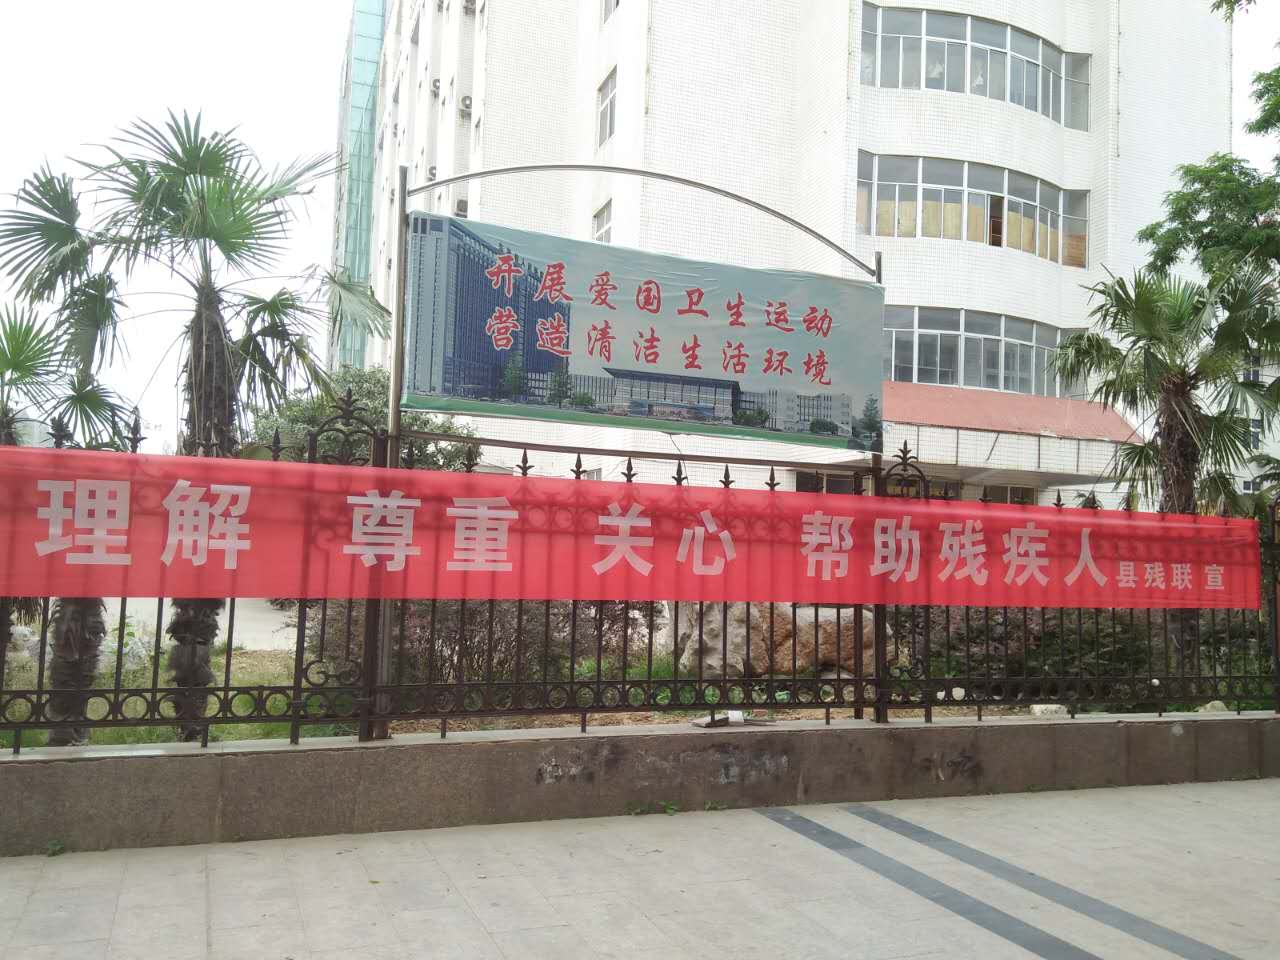 开展爱国卫生运动
营造清洁生活环境
理解 尊重 关心 帮助残疾人 县残联 宣